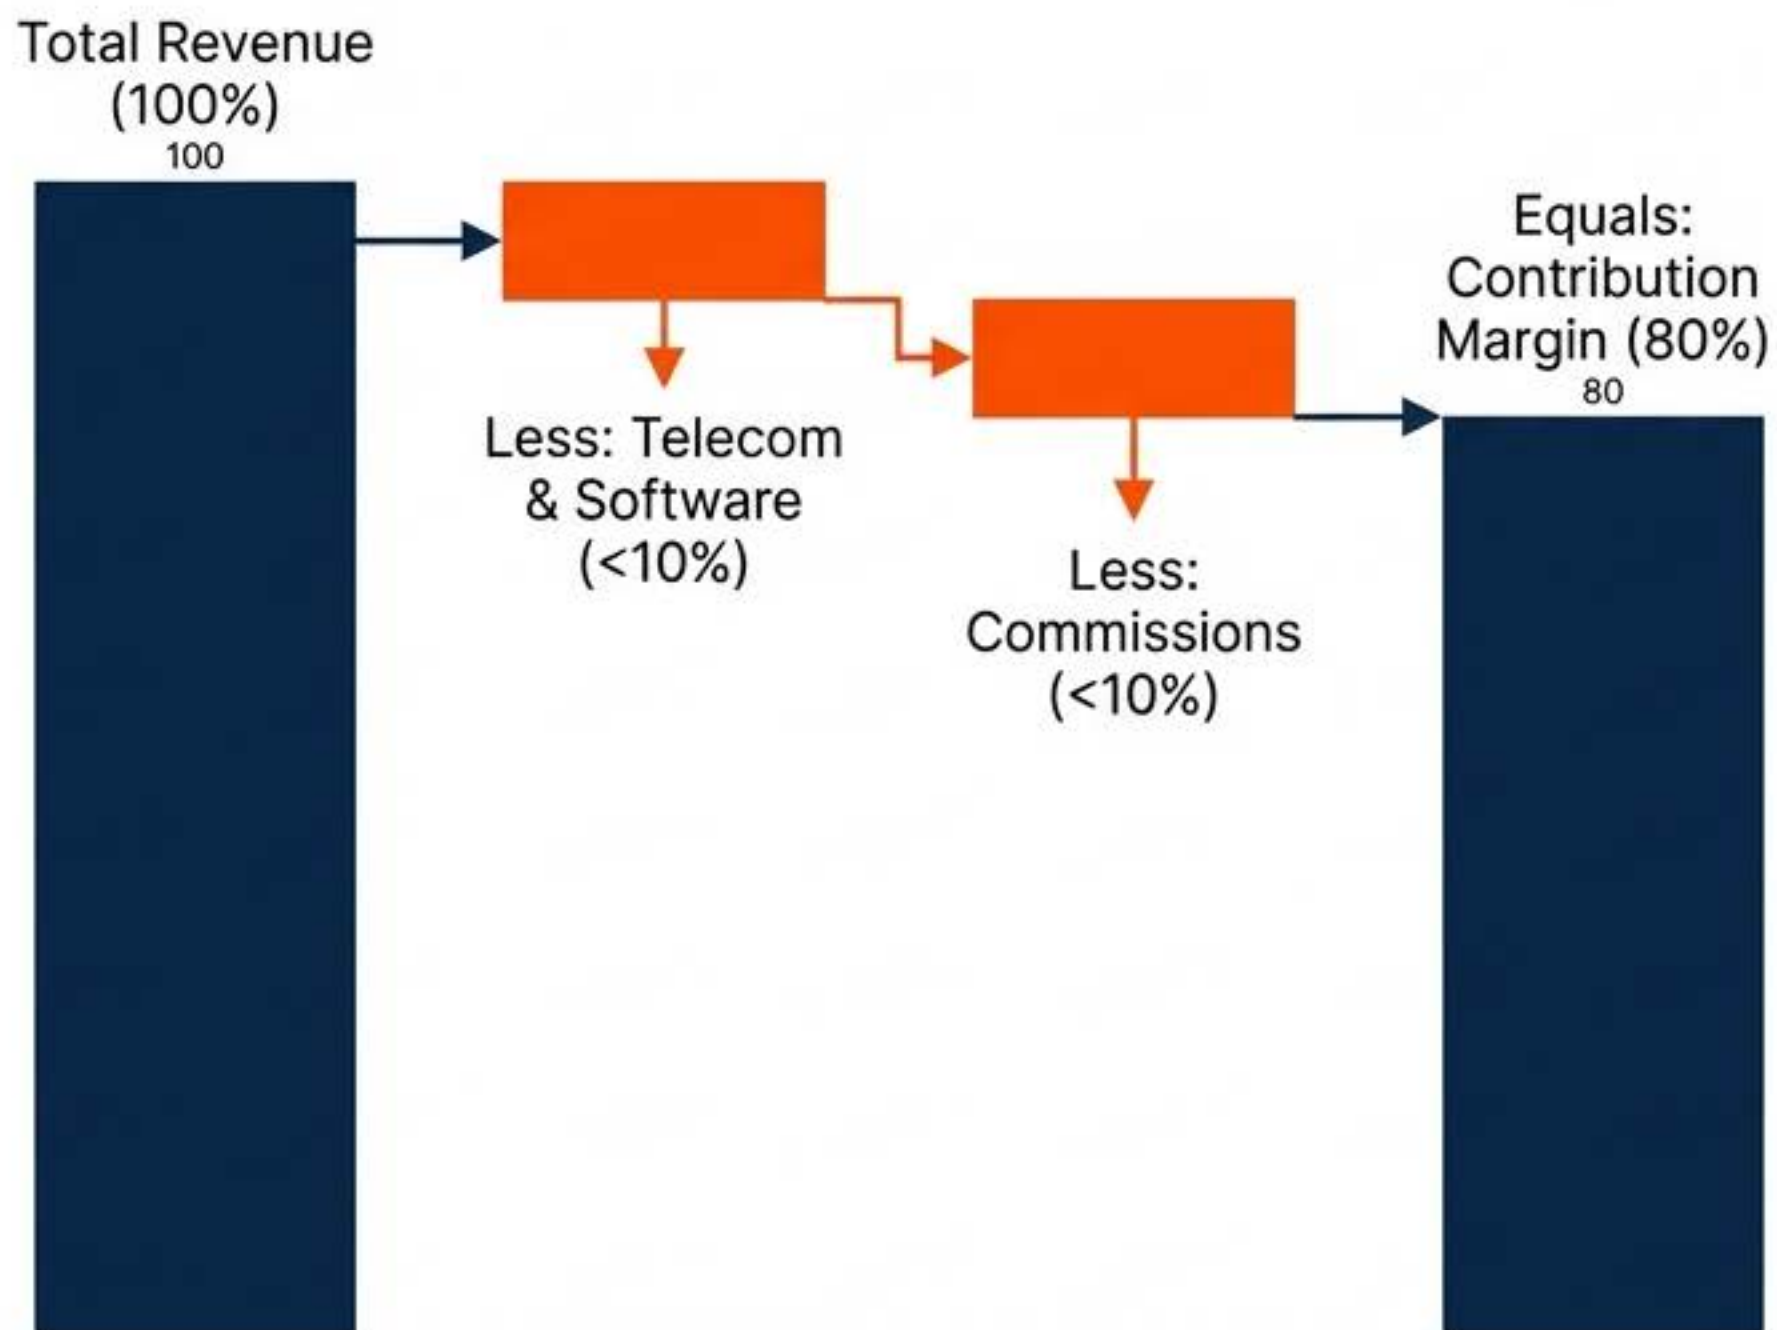 Total Revenue
(100%)
100
Less: Telecom
& Software
(<10%)
Less:
Commissions
(<10%)
Equals:
Contribution
Margin (80%)
80